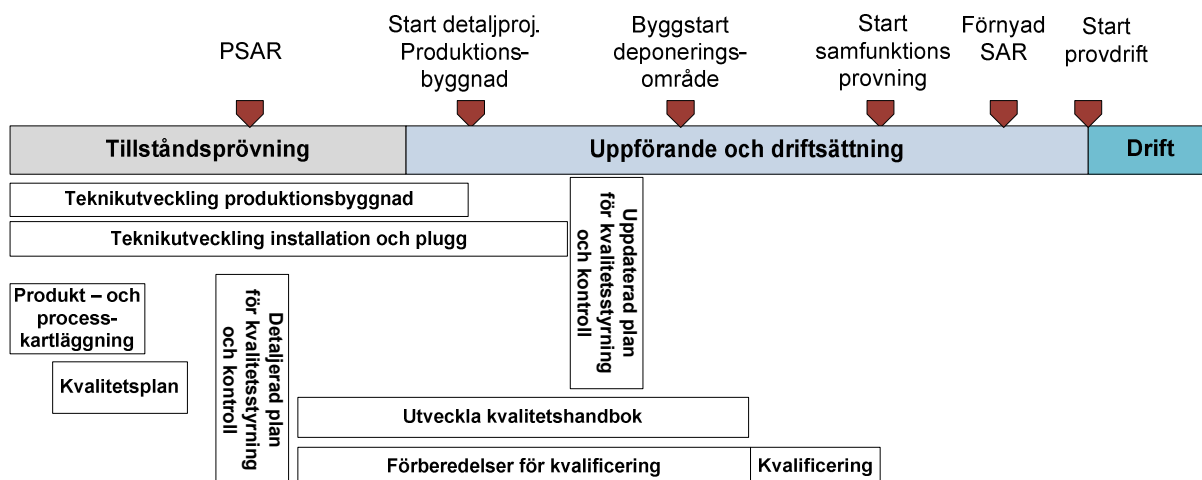 PSAR
Start detaljproj.
Produktions-
byggnad
Byggstart
deponerings-
område
Start
samfunktions
provning
Förnyad
SAR
Start
provdrift
Tillståndsprövning
Uppförande och driftsättning
Drift
Teknikutveckling produktionsbyggnad
Teknikutveckling installation och plugg
Uppdaterad plan
för kvalitetsstyrning
och kontroll
Produkt – och
process-
kartläggning
Kvalitetsplan
Detaljerad plan
för kvalitetsstyrning
och kontroll
Utveckla kvalitetshandbok
Förberedelser för kvalificering
Kvalificering